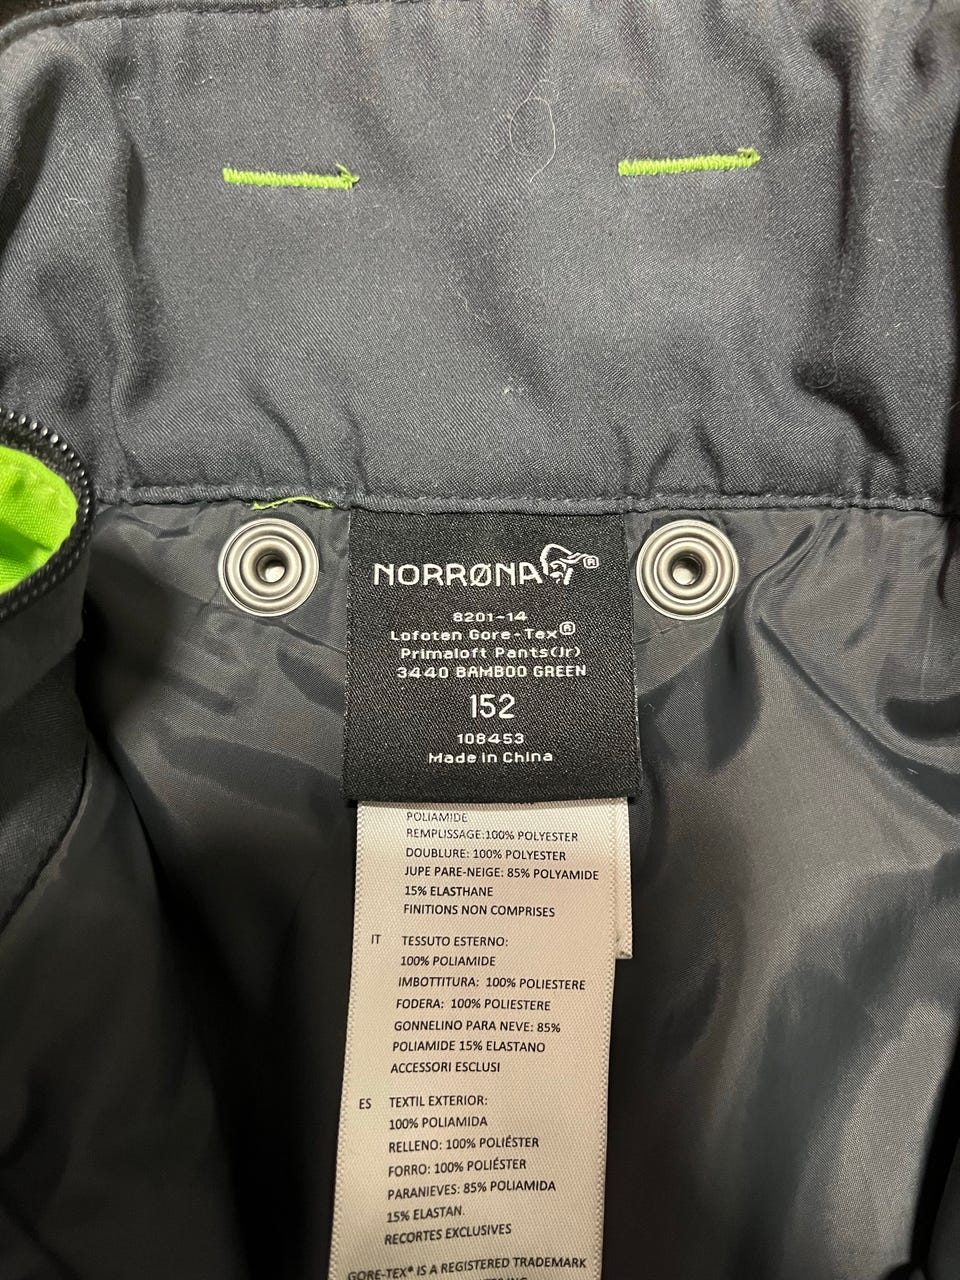 NORRØNA®
8201-14
Lofoten Gore-Tex®
Primaloft Pants(Jr)
3440 BAMBOO GREEN
152
108453
Made in China
POLIAMIDE
REMPLISSAGE:100% POLYESTER
DOUBLURE: 100% POLYESTER
JUPE PARE-NEIGE: 85% POLYAMIDE
15% ELASTHANE
FINITIONS NON COMPRISES
IT TESSUTO ESTERNO:
100% POLIAMIDE
IMBOTTITURA: 100% POLIESTERE
FODERA: 100% POLIESTERE
GONNELINO PARA NEVE: 85%
POLIAMIDE 15% ELASTANO
ACCESSORI ESCLUSI
ES TEXTIL EXTERIOR:
100% POLIAMIDA
RELLENO: 100% POLIÉSTER
FORRO: 100% POLIÉSTER
PARANIEVES: 85% POLIAMIDA
15% ELASTAN.
RECORTES EXCLUSIVES
GORE-TEX® IS A REGISTERED TRADEMARK